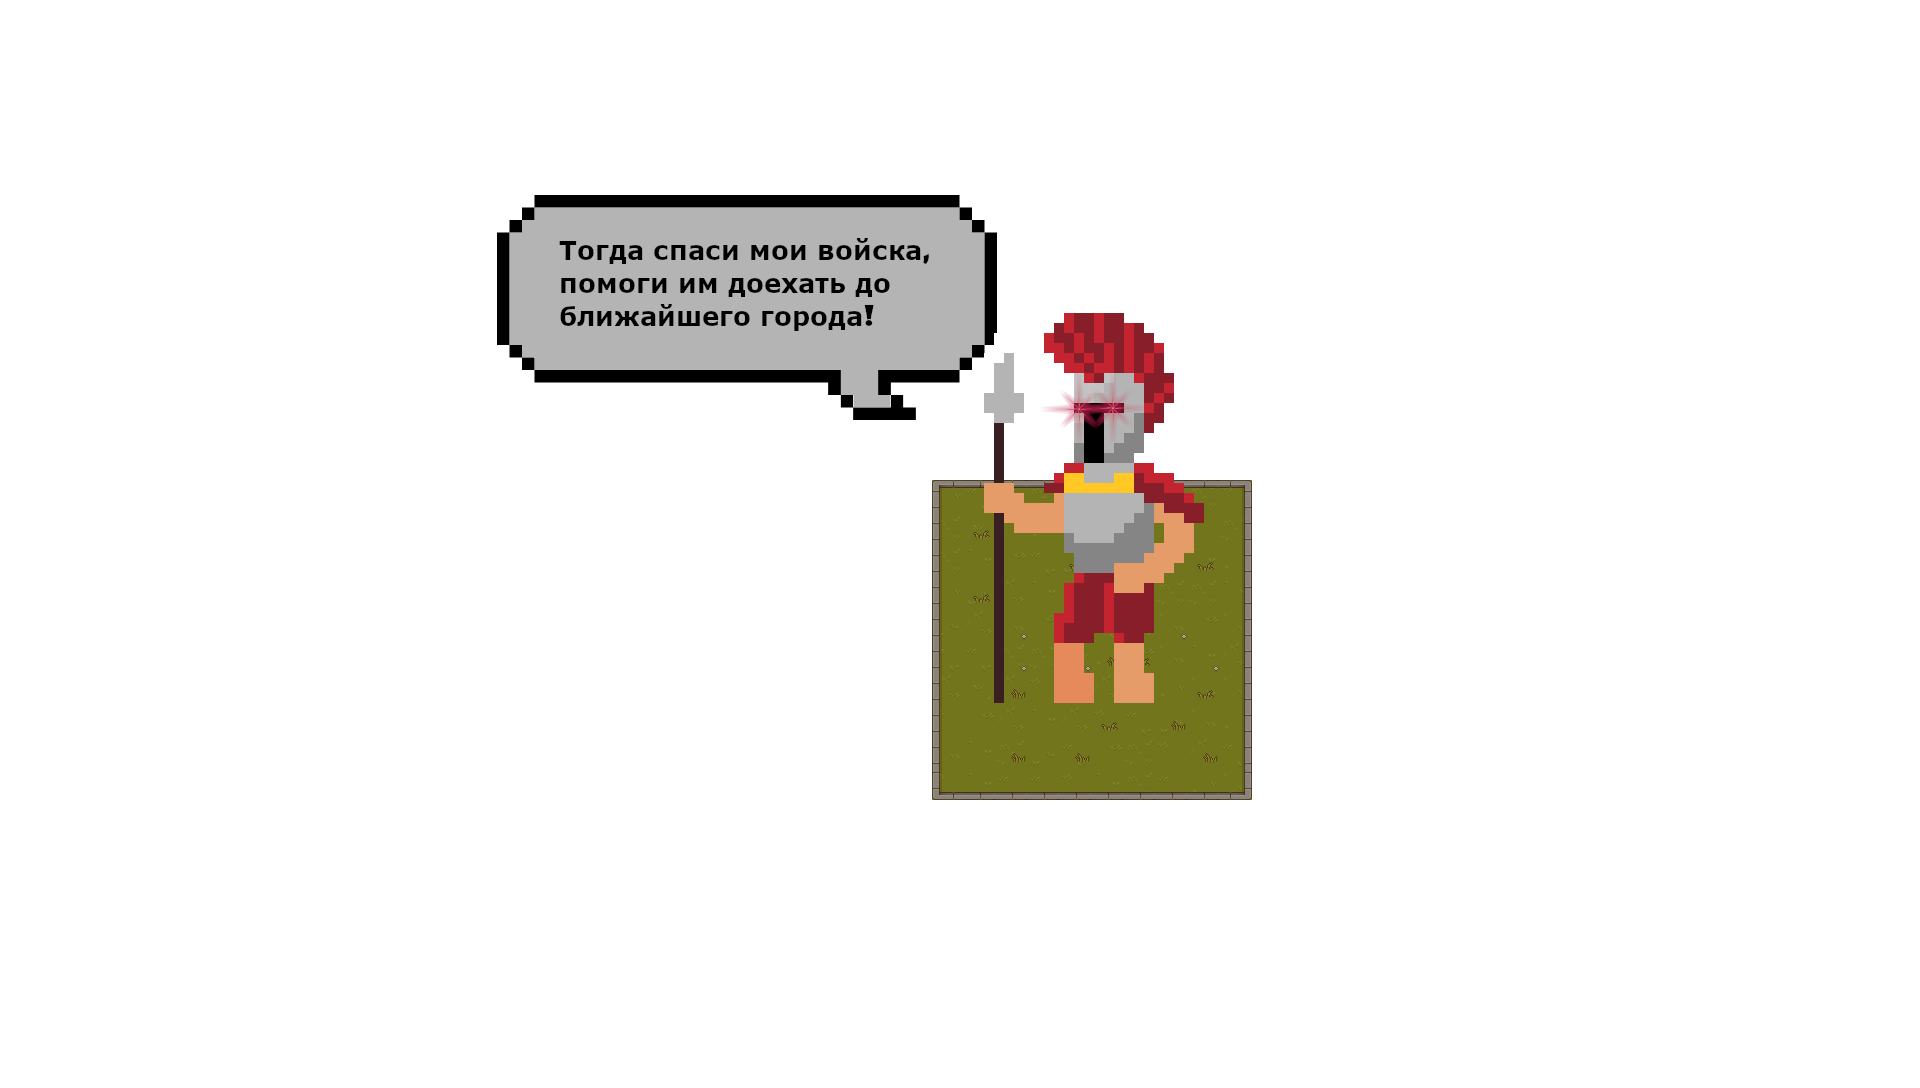 Тогда спаси мои войска,
помоги им доехать до
ближайшего города!